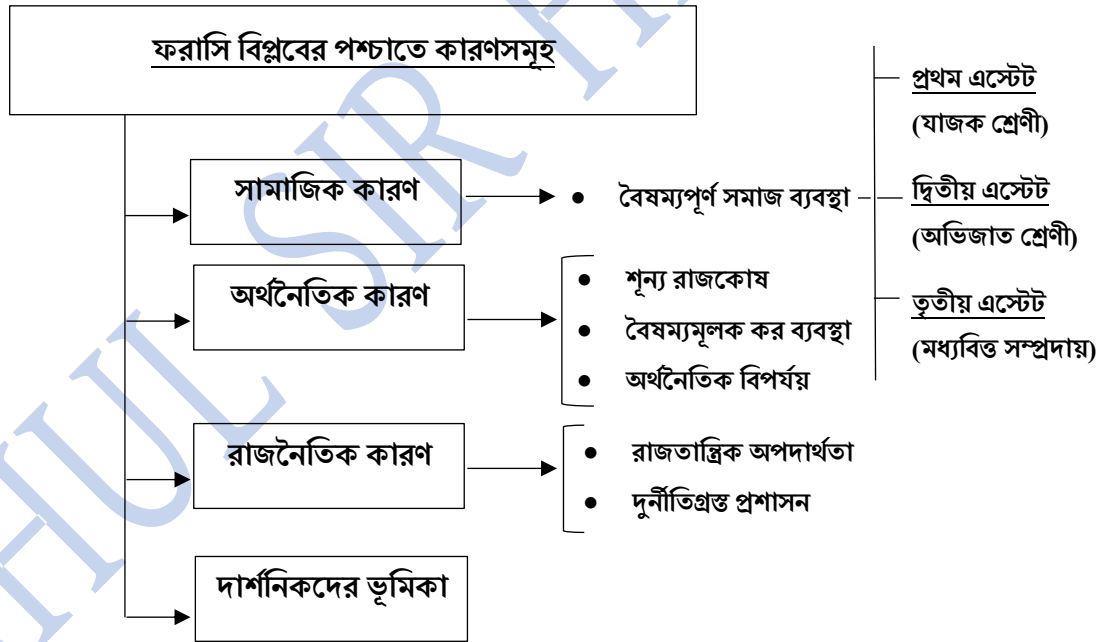 ফরাসি বিপ্লবের পশ্চাতে কারণসমূহ
সামাজিক কারণ
বৈষম্যপূর্ণ সমাজ ব্যবস্থা
প্রথম এস্টেট
(যাজক শ্রেণী)
দ্বিতীয় এস্টেট
(অভিজাত শ্রেণী)
তৃতীয় এস্টেট
(মধ্যবিত্ত সম্প্রদায়)
অর্থনৈতিক কারণ
শূন্য রাজকোষ
বৈষম্যমূলক কর ব্যবস্থা
অর্থনৈতিক বিপর্যয়
রাজনৈতিক কারণ
রাজতান্ত্রিক অপদার্থতা
দুর্নীতিগ্রস্ত প্রশাসন
দার্শনিকদের ভূমিকা
HUL SIR H